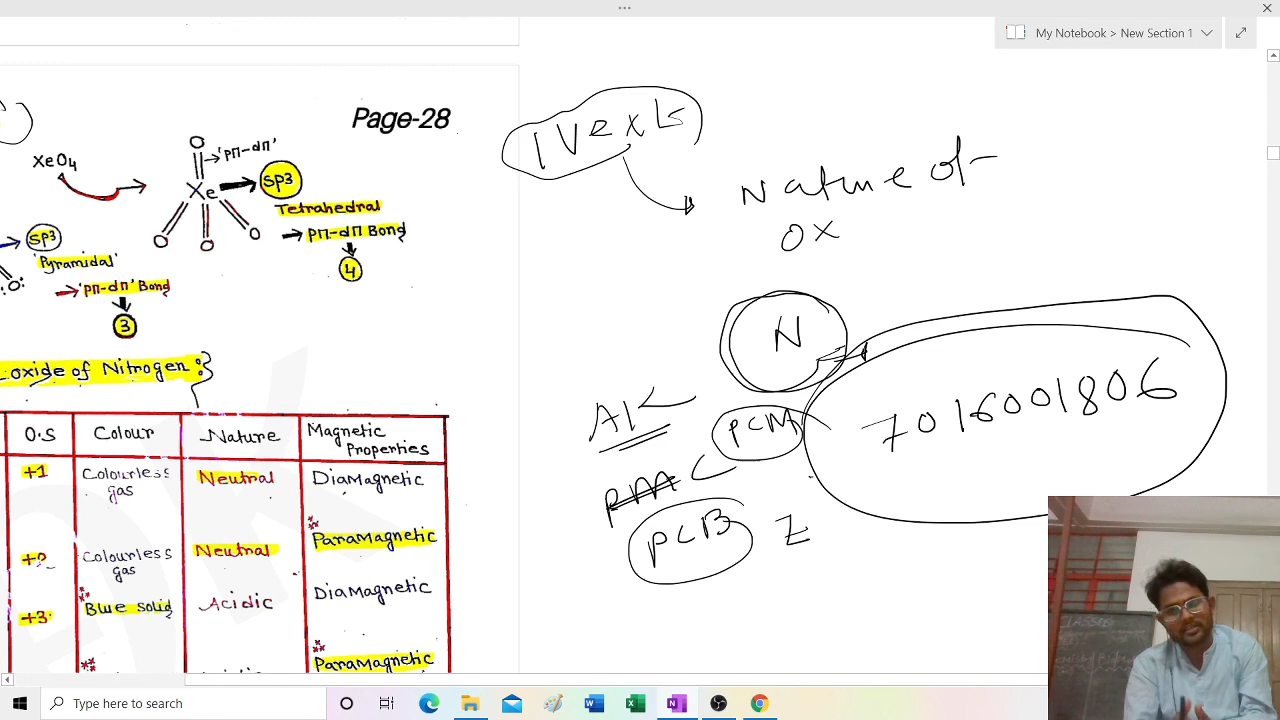 My Notebook > New Section 1
Page-28
XeO4
O
'pΠ-dΠ'
Xe
SP3
O
O
O
Tetrahedral
→ pΠ-dΠ Bond
4
SP3
'Pyramidal'
:O:
→ 'pΠ-dΠ' Bond
3
oxide of Nitrogen :
O.S
Colour
Nature
Magnetic Properties
+1
Colourless gas
Neutral
DiaMagnetic
+2
Colourless gas
Neutral
**
ParaMagnetic
+3
**
Blue solid
Acidic
DiaMagnetic
**
**
ParaMagnetic
Nature of
OX
N
7016001806
A1
PCM
PCB
Z
Type here to search